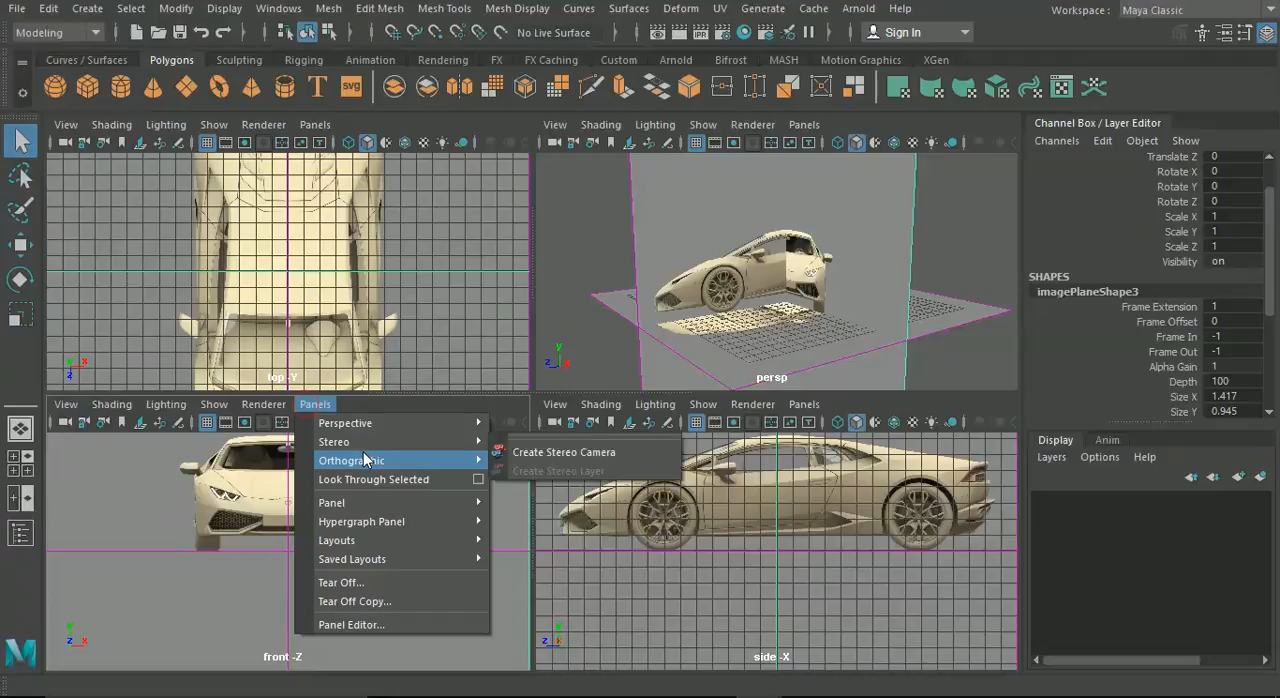 File Edit Create Select Modify Display Windows Mesh Edit Mesh Mesh Tools Mesh Display Curves Surfaces Deform UV Generate Cache Arnold Help Workspace : Maya Classic
Modeling No Live Surface Sign In
Curves / Surfaces Polygons Sculpting Rigging Animation Rendering FX FX Caching Custom Arnold Bifrost MASH Motion Graphics XGen
T SVG
View Shading Lighting Show Renderer Panels
View Shading Lighting Show Renderer Panels
top -Y
persp
View Shading Lighting Show Renderer Panels
View Shading Lighting Show Renderer Panels
Perspective
Stereo
Orthographic
Look Through Selected
Panel
Hypergraph Panel
Layouts
Saved Layouts
Tear Off...
Tear Off Copy...
Panel Editor...
Create Stereo Camera
Create Stereo Layer
front -Z
side -X
Channel Box / Layer Editor
Channels Edit Object Show
Translate Z 0
Rotate X 0
Rotate Y 0
Rotate Z 0
Scale X 1
Scale Y 1
Scale Z 1
Visibility on
SHAPES
imagePlaneShape3
Frame Extension 1
Frame Offset 0
Frame In -1
Frame Out -1
Alpha Gain 1
Depth 100
Size X 1.417
Size Y 0.945
Display Anim
Layers Options Help